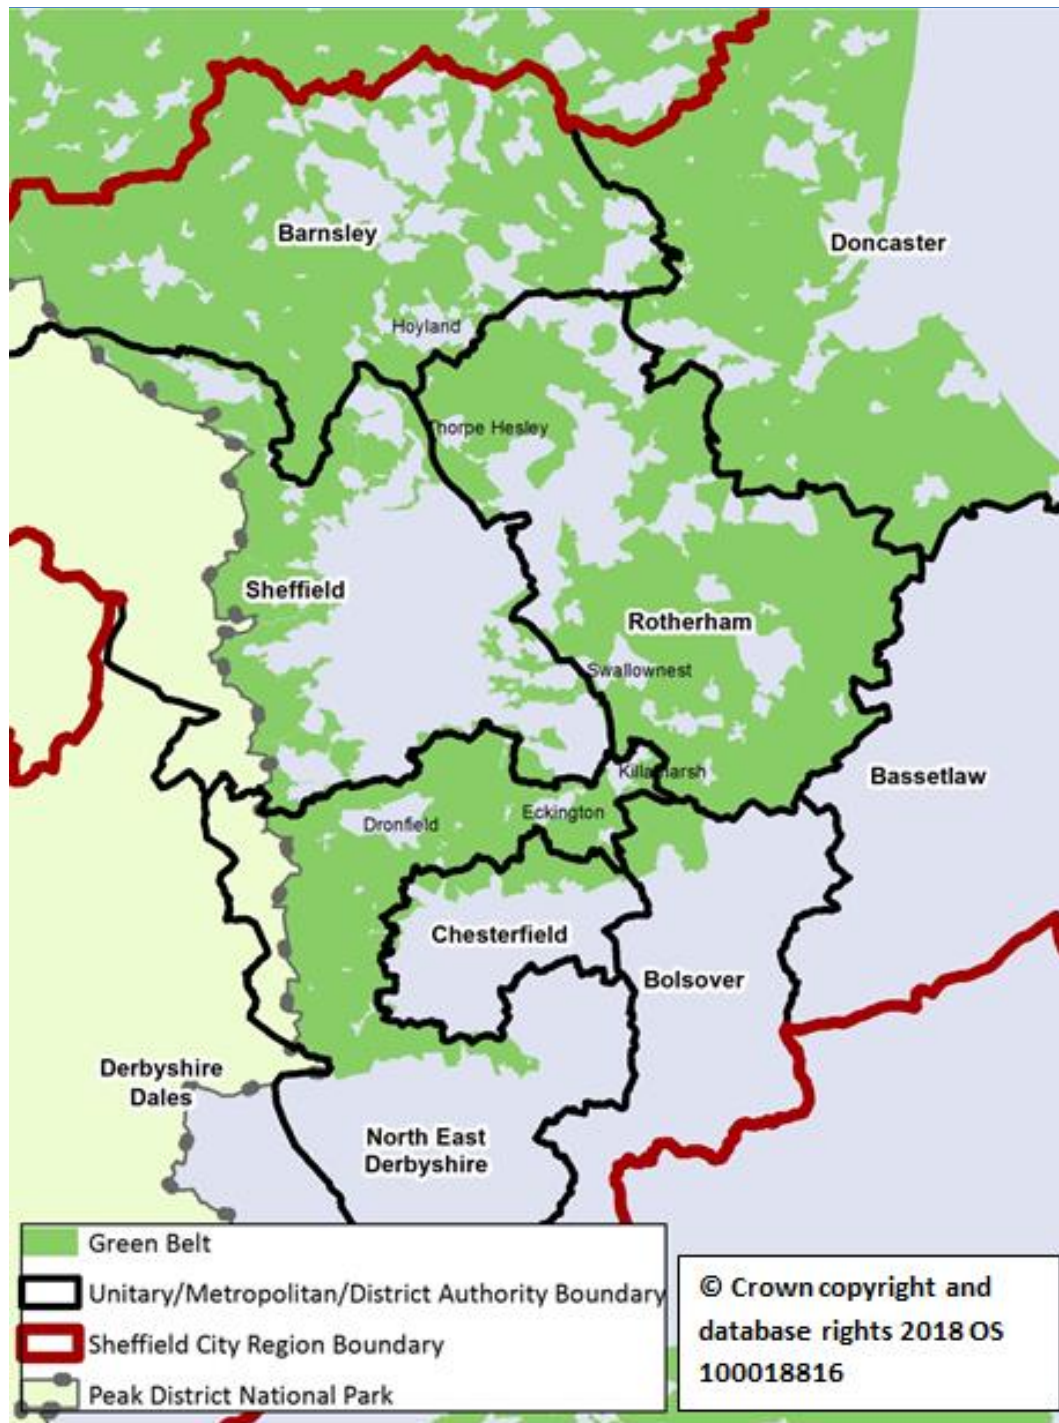 Barnsley
Doncaster
Hoyland
Thorpe Hesley
Sheffield
Rotherham
Swallownest
Killamarsh
Bassetlaw
Dronfield
Eckington
Chesterfield
Bolsover
Derbyshire
Dales
North East
Derbyshire
Green Belt
Unitary/Metropolitan/District Authority Boundary
Sheffield City Region Boundary
Peak District National Park
© Crown copyright and
database rights 2018 OS
100018816